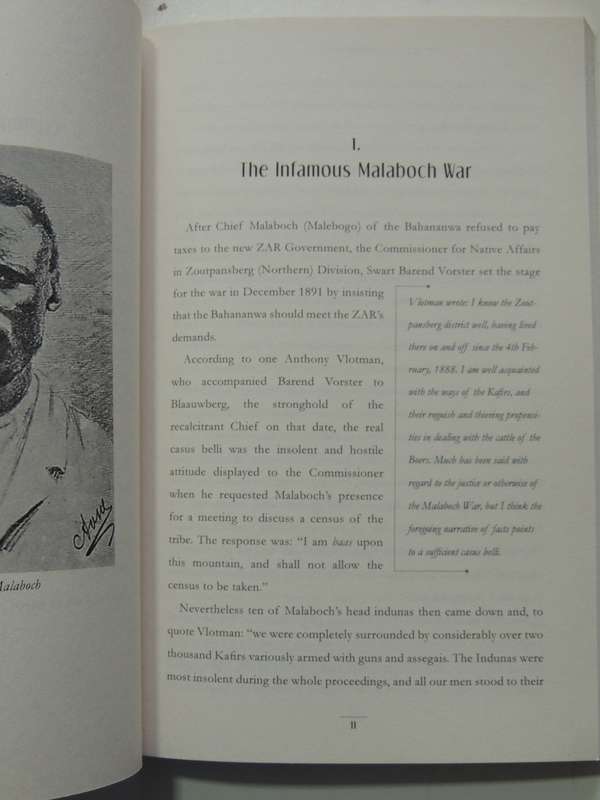 Malaboch
I.
The Infamous Malaboch War
After Chief Malaboch (Malebogo) of the Bahananwa refused to pay
taxes to the new ZAR Government, the Commissioner for Native Affairs
in Zoutpansberg (Northern) Division, Swart Barend Vorster set the stage
for the war in December 1891 by insisting
that the Bahananwa should meet the ZAR's
demands.
According to one Anthony Vlotman,
who accompanied Barend Vorster to
Blaauwberg, the stronghold of the
recalcitrant Chief on that date, the real
casus belli was the insolent and hostile
attitude displayed to the Commissioner
when he requested Malaboch's presence
for a meeting to discuss a census of the
tribe. The response was: “I am baas upon
this mountain, and shall not allow the
census to be taken.”
Vlotman wrote: I know the Zout-
pansberg district well, having lived
there on and off since the 4th Feb-
ruary, 1888. I am well acquainted
with the ways of the Kafirs, and
their roguish and thieving propensi-
ties in dealing with the cattle of the
Boers. Much has been said with
regard to the justice or otherwise of
the Malaboch War, but I think the
foregoing narrative of facts points
to a sufficient casus belli.
Nevertheless ten of Malaboch's head indunas then came down and, to
quote Vlotman: “we were completely surrounded by considerably over two
thousand Kafirs variously armed with guns and assegais. The Indunas were
most insolent during the whole proceedings, and all our men stood to their
11